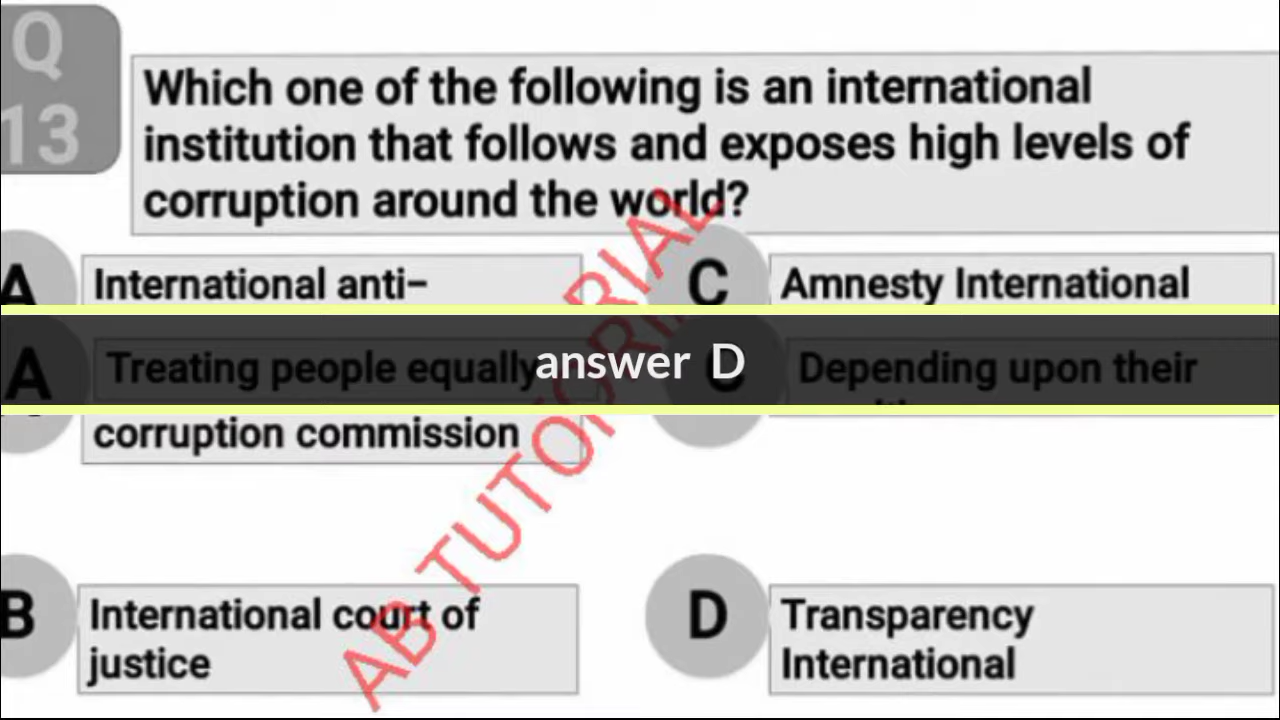 Q
13
Which one of the following is an international
institution that follows and exposes high levels of
corruption around the world?
A
International anti-
C
Amnesty International
A
Treating people equally
answer D
C
Depending upon their
corruption commission
B
International court of
justice
D
Transparency
International
AB TUTORIAL